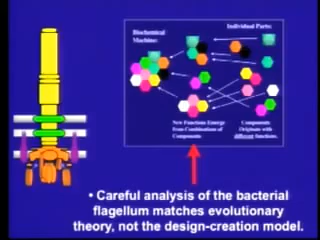 Biochemical
Machine:
Individual Parts:
New Functions Emerge
from Combinations of
Components
Components
Originate with
different functions.
• Careful analysis of the bacterial
flagellum matches evolutionary
theory, not the design-creation model.